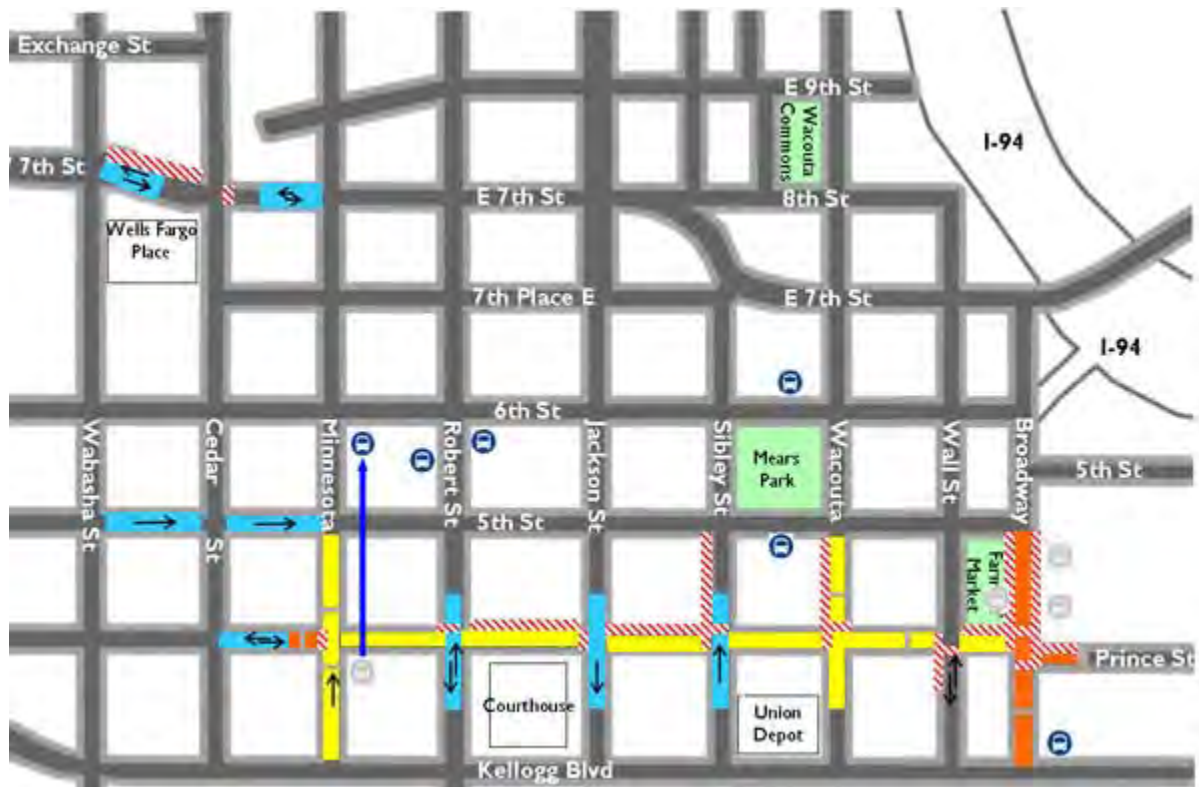 Exchange St
E 9th St
Wacouta
Commons
I-94
7th St
E 7th St
8th St
Wells Fargo
Place
7th Place E
E 7th St
I-94
6th St
Wabasha St
Cedar St
Minnesota
Robert St
Jackson St
Sibley St
Mears
Park
Wacouta
Wall St
Broadway
5th St
5th St
Farm
Market
Prince St
Courthouse
Union
Depot
Kellogg Blvd